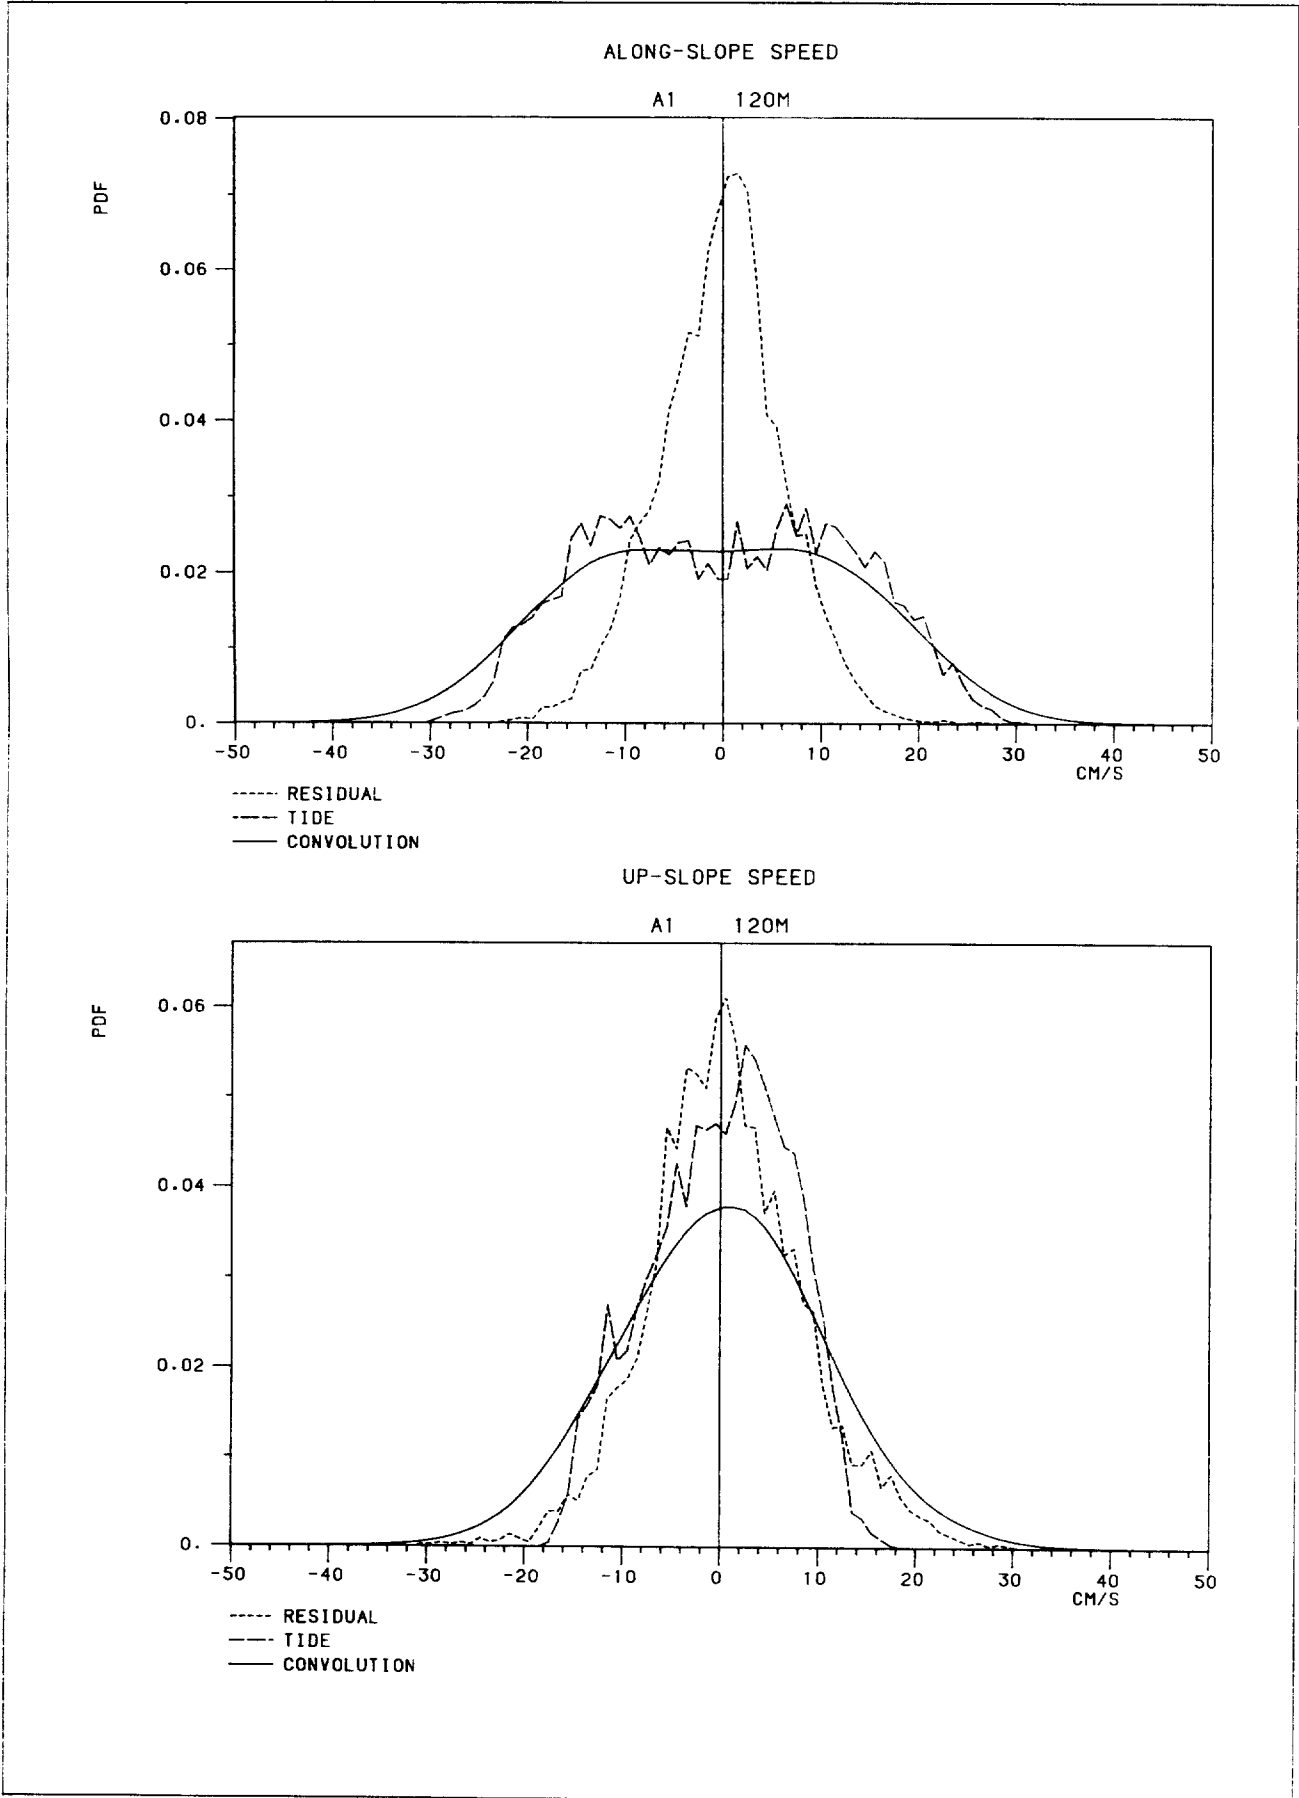 ALONG-SLOPE SPEED
A1 120M
0.08
PDF
0.06
0.04
0.02
0.
-50 -40 -30 -20 -10 0 10 20 30 40 50
CM/S
RESIDUAL
TIDE
CONVOLUTION
UP-SLOPE SPEED
A1 120M
0.06
PDF
0.04
0.02
0.
-50 -40 -30 -20 -10 0 10 20 30 40 50
CM/S
RESIDUAL
TIDE
CONVOLUTION